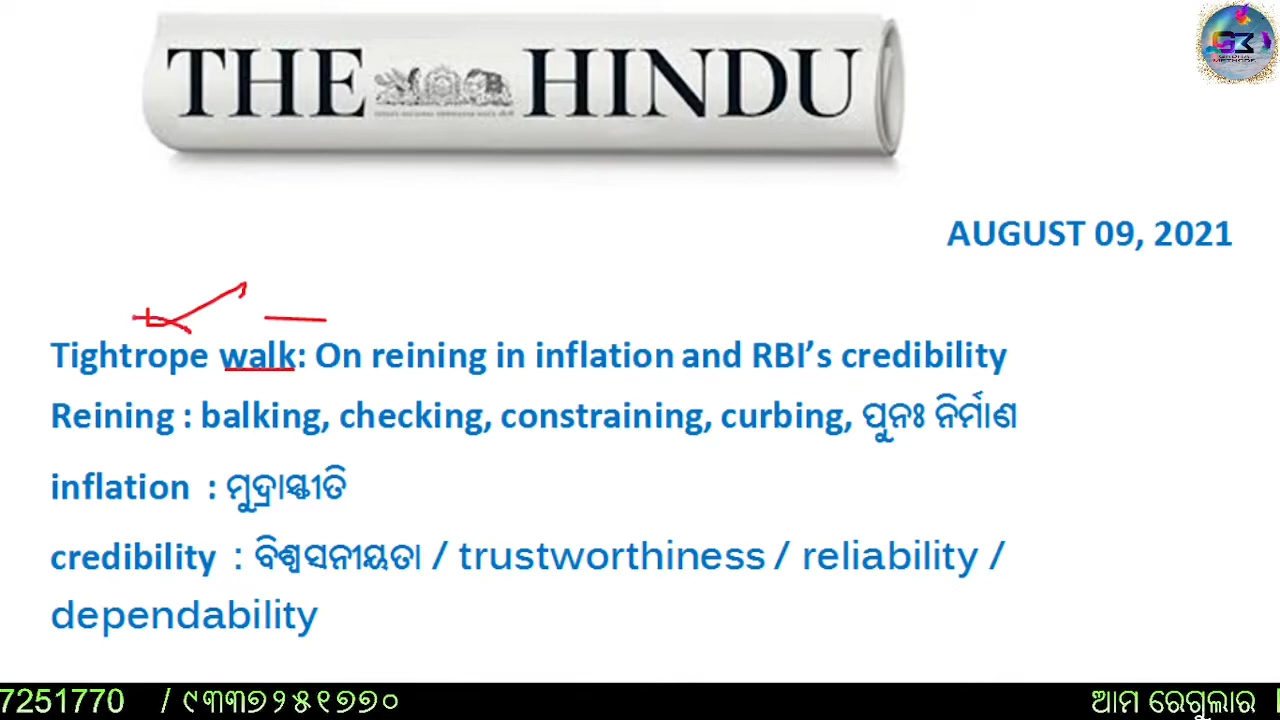 THE HINDU
AUGUST 09, 2021
Tightrope walk: On reining in inflation and RBI’s credibility
Reining : balking, checking, constraining, curbing, ପୁନଃ ନିର୍ମାଣ
inflation : ମୁଦ୍ରାସ୍ଫୀତି
credibility : ବିଶ୍ୱସନୀୟତା / trustworthiness / reliability /
dependability
7251770 / ୯୩୩୭୨୫୧୭୭୦ ଆମ ରେଗୁଲାର